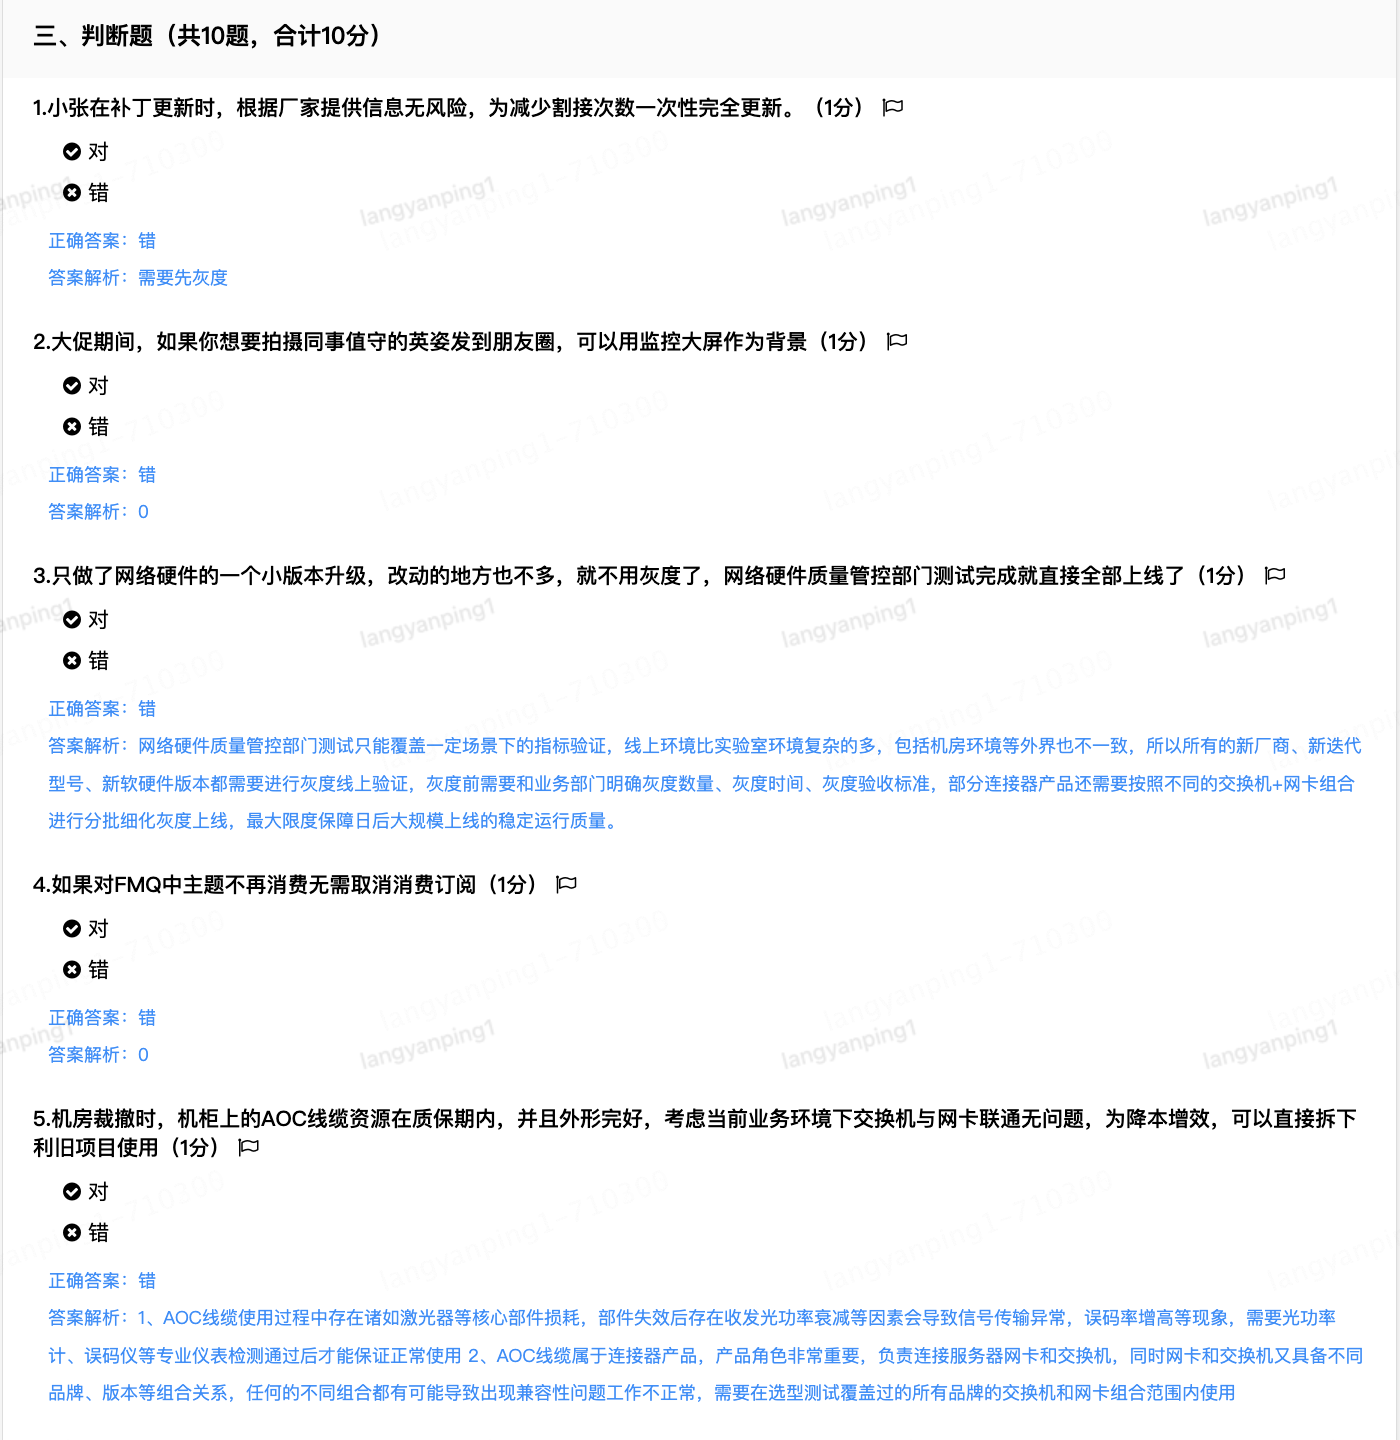 三、判断题（共10题，合计10分）
1.小张在补丁更新时，根据厂家提供信息无风险，为减少割接次数一次性完全更新。（1分）
对
错
正确答案：错
答案解析：需要先灰度
2.大促期间，如果你想要拍摄同事值守的英姿发到朋友圈，可以用监控大屏作为背景（1分）
对
错
正确答案：错
答案解析：0
3.只做了网络硬件的一个小版本升级，改动的地方也不多，就不用灰度了，网络硬件质量管控部门测试完成就直接全部上线了（1分）
对
错
正确答案：错
答案解析：网络硬件质量管控部门测试只能覆盖一定场景下的指标验证，线上环境比实验室环境复杂的多，包括机房环境等外界也不一致，所以所有的新厂商、新迭代
型号、新软硬件版本都需要进行灰度线上验证，灰度前需要和业务部门明确灰度数量、灰度时间、灰度验收标准，部分连接器产品还需要按照不同的交换机+网卡组合
进行分批细化灰度上线，最大限度保障日后大规模上线的稳定运行质量。
4.如果对FMQ中主题不再消费无需取消消费订阅（1分）
对
错
正确答案：错
答案解析：0
5.机房裁撤时，机柜上的AOC线缆资源在质保期内，并且外形完好，考虑当前业务环境下交换机与网卡联通无问题，为降本增效，可以直接拆下
利旧项目使用（1分）
对
错
正确答案：错
答案解析：1、AOC线缆使用过程中存在诸如激光器等核心部件损耗，部件失效后存在收发光功率衰减等因素会导致信号传输异常，误码率增高等现象，需要光功率
计、误码仪等专业仪表检测通过后才能保证正常使用 2、AOC线缆属于连接器产品，产品角色非常重要，负责连接服务器网卡和交换机，同时网卡和交换机又具备不同
品牌、版本等组合关系，任何的不同组合都有可能导致出现兼容性问题工作不正常，需要在选型测试覆盖过的所有品牌的交换机和网卡组合范围内使用
langyanping1
langyanping1
langyanping1
langyanping1
langyanping1
langyanping1
langyanping1
langyanping1
langyanping1